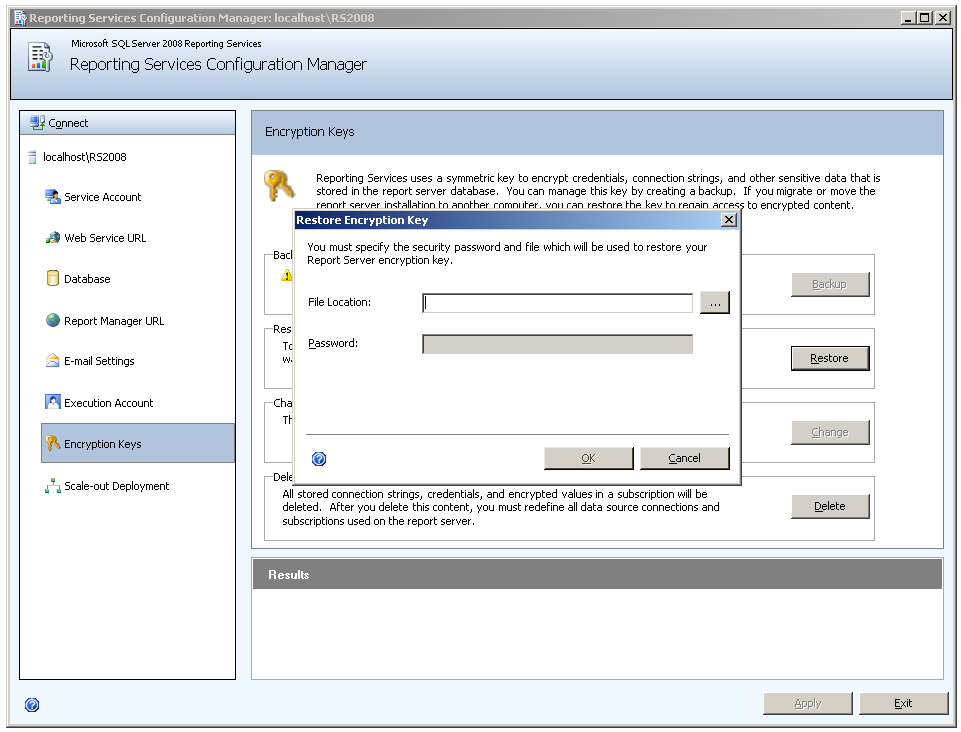 Reporting Services Configuration Manager: localhost\RS2008
Microsoft SQL Server 2008 Reporting Services
Reporting Services Configuration Manager
Connect
localhost\RS2008
Service Account
Web Service URL
Database
Report Manager URL
E-mail Settings
Execution Account
Encryption Keys
Scale-out Deployment
Encryption Keys
Reporting Services uses a symmetric key to encrypt credentials, connection strings, and other sensitive data that is
stored in the report server database.  You can manage this key by creating a backup.  If you migrate or move the
report server installation to another computer, you can restore the key to regain access to encrypted content.
Restore Encryption Key
You must specify the security password and file which will be used to restore your
Report Server encryption key.
File Location:
...
Password:
OK
Cancel
Backup
Restore
Change
All stored connection strings, credentials, and encrypted values in a subscription will be
deleted.  After you delete this content, you must redefine all data source connections and
subscriptions used on the report server.
Delete
Results
Apply
Exit